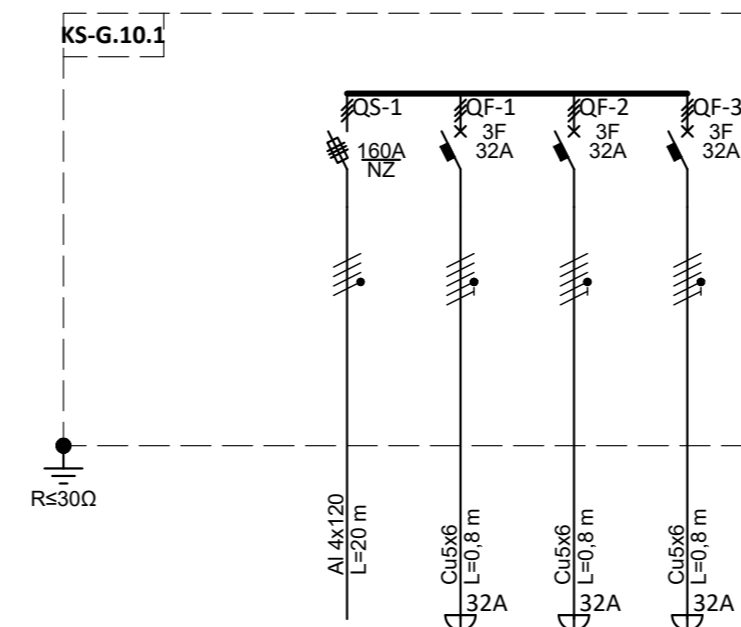 KS-G.10.1
QS-1
QF-1
QF-2
QF-3
3F
3F
3F
160A
NZ
32A
32A
32A
R≤30Ω
Al 4x120
L=20 m
Cu5x6
L=0,8 m
Cu5x6
L=0,8 m
Cu5x6
L=0,8 m
32A
32A
32A